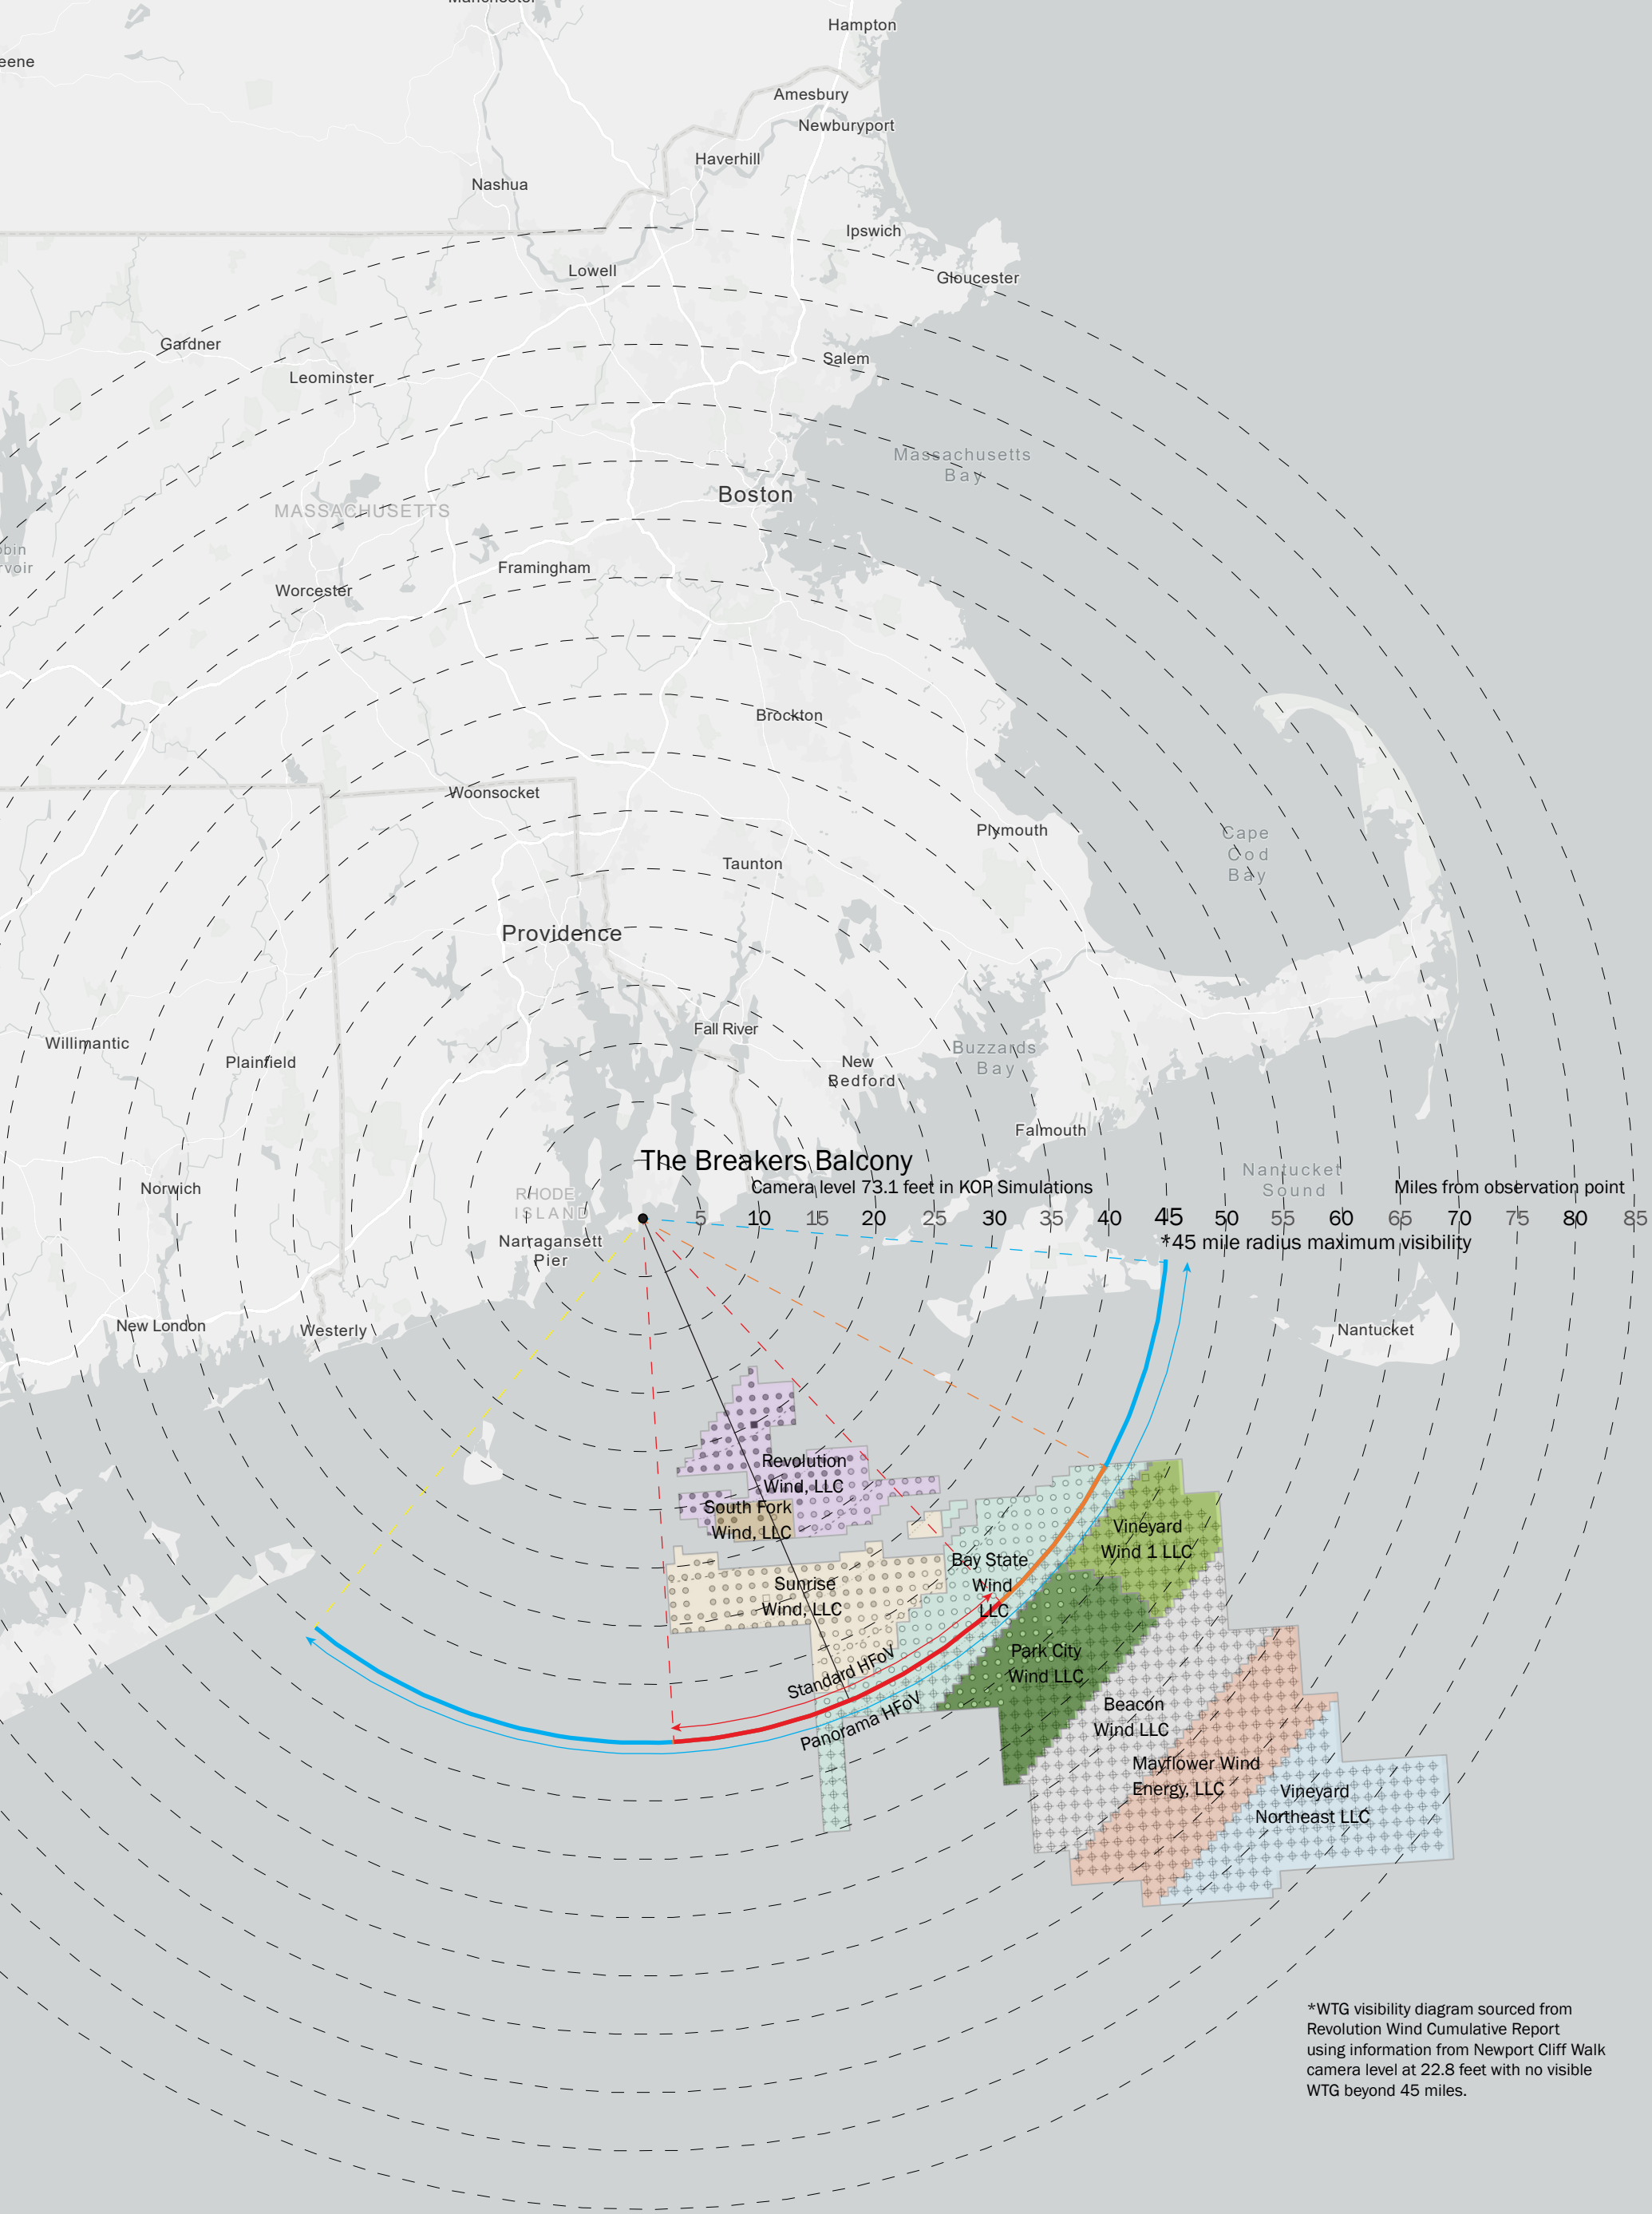 Hampton
eene
Amesbury
Newburyport
Haverhill
Nashua
Ipswich
Lowell
Gloucester
Gardner
Salem
Leominster
Massachusetts
Bay
Boston
MASSACHUSETTS
bin
rvoir
Framingham
Worcester
Brockton
Woonsocket
Plymouth
Cape
Cod
Bay
Taunton
Providence
Fall River
Willimantic
Plainfield
New
Bedford
Buzzards
Bay
Falmouth
The Breakers Balcony
Camera level 73.1 feet in KOP Simulations
Nantucket
Sound
Miles from observation point
Norwich
RHODE
ISLAND
5 10 15 20 25 30 35 40 45 50 55 60 65 70 75 80 85
*45 mile radius maximum visibility
Narragansett
Pier
New London
Westerly
Nantucket
Revolution
Wind, LLC
South Fork
Wind, LLC
Vineyard
Wind 1 LLC
Bay State
Wind
LLC
Sunrise
Wind, LLC
Park City
Wind LLC
Standard HFoV
Panorama HFoV
Beacon
Wind LLC
Mayflower Wind
Energy, LLC
Vineyard
Northeast LLC
*WTG visibility diagram sourced from
Revolution Wind Cumulative Report
using information from Newport Cliff Walk
camera level at 22.8 feet with no visible
WTG beyond 45 miles.